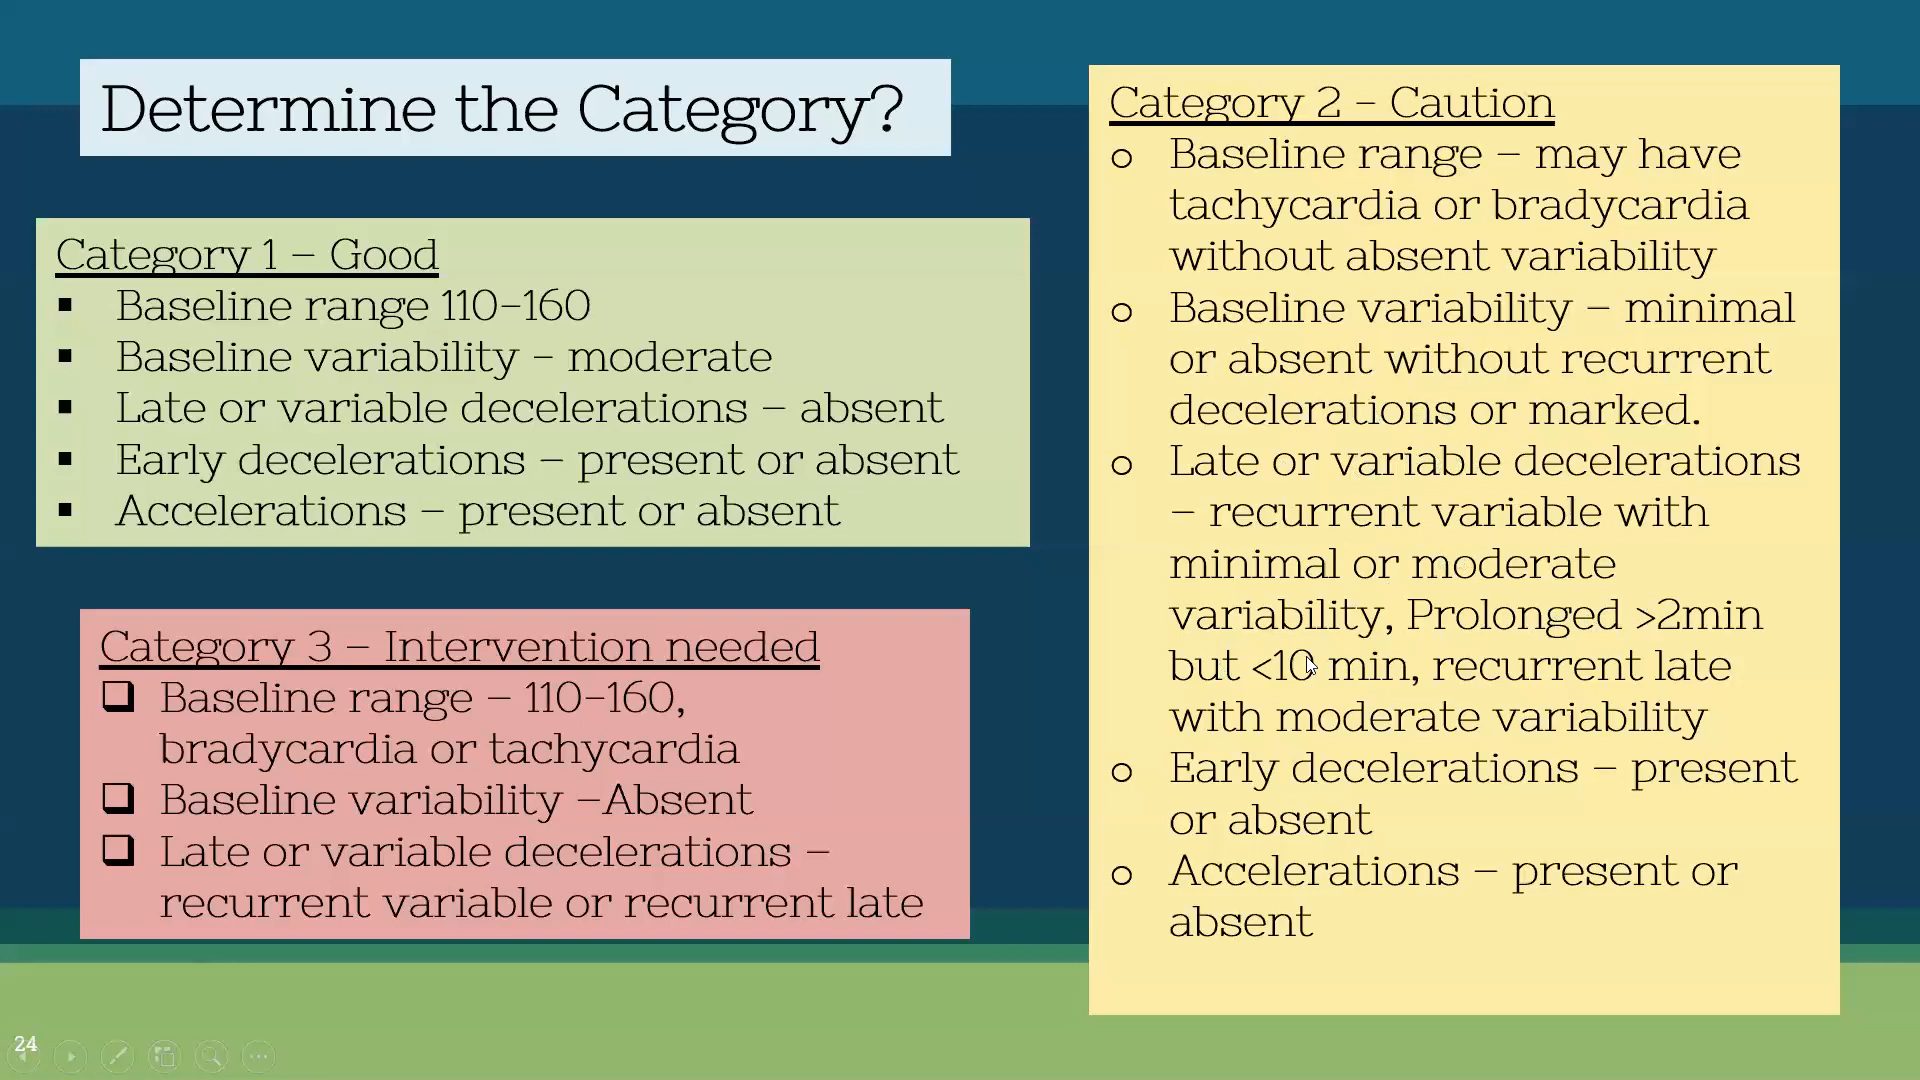 Determine the Category?
Category 1 – Good
▪ Baseline range 110-160
▪ Baseline variability - moderate
▪ Late or variable decelerations – absent
▪ Early decelerations – present or absent
▪ Accelerations – present or absent
Category 3 – Intervention needed
❑ Baseline range – 110-160,
bradycardia or tachycardia
❑ Baseline variability –Absent
❑ Late or variable decelerations –
recurrent variable or recurrent late
Category 2 - Caution
o Baseline range – may have
tachycardia or bradycardia
without absent variability
o Baseline variability – minimal
or absent without recurrent
decelerations or marked.
o Late or variable decelerations
– recurrent variable with
minimal or moderate
variability, Prolonged >2min
but <10 min, recurrent late
with moderate variability
o Early decelerations – present
or absent
o Accelerations – present or
absent
24